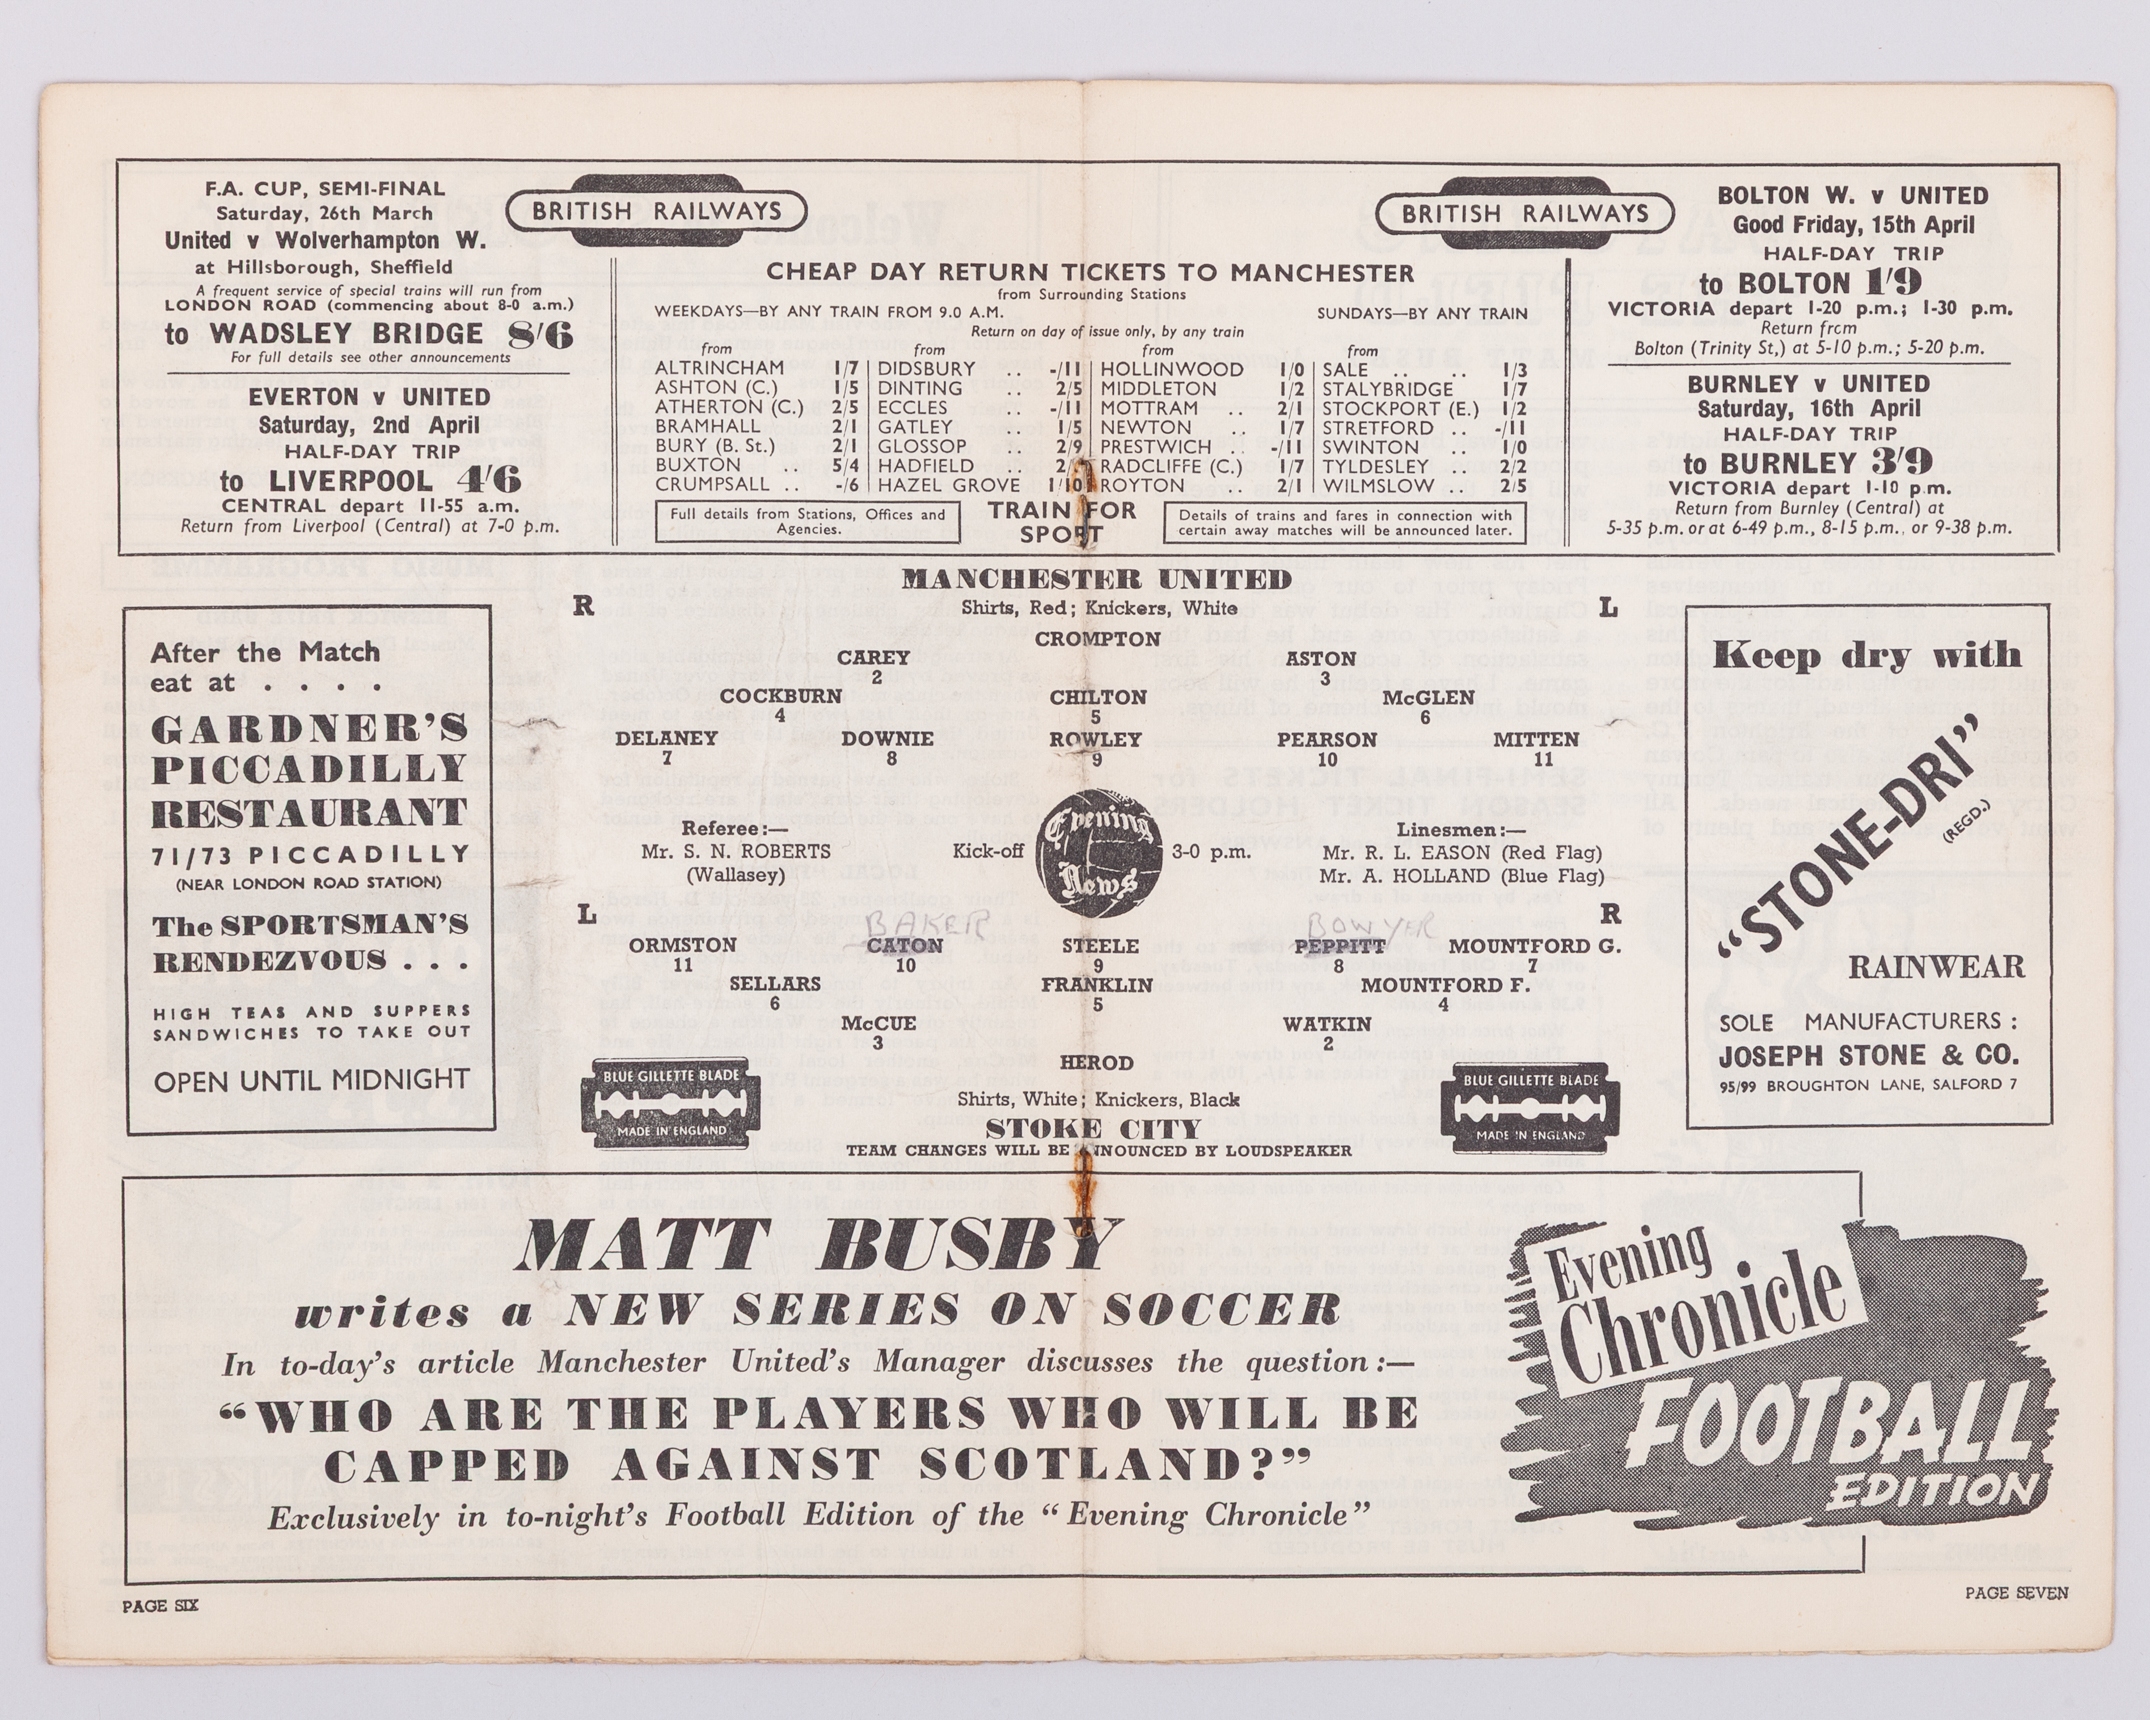 F.A. CUP, SEMI-FINAL
Saturday, 26th March
United v Wolverhampton W.
at Hillsborough, Sheffield
A frequent service of special trains will run from
LONDON ROAD (commencing about 8-0 a.m.)
to WADSLEY BRIDGE 8/6
For full details see other announcements
EVERTON v UNITED
Saturday, 2nd April
HALF-DAY TRIP
to LIVERPOOL 4/6
CENTRAL depart 11-55 a.m.
Return from Liverpool (Central) at 7-0 p.m.
BRITISH RAILWAYS
BRITISH RAILWAYS
CHEAP DAY RETURN TICKETS TO MANCHESTER
from Surrounding Stations
WEEKDAYS—BY ANY TRAIN FROM 9.0 A.M. SUNDAYS—BY ANY TRAIN
Return on day of issue only, by any train
from from from from
ALTRINCHAM 1/7 DIDSBURY .. -/11 HOLLINWOOD 1/0 SALE .. .. 1/3
ASHTON (C.) 1/5 DINTING .. 2/5 MIDDLETON 1/2 STALYBRIDGE 1/7
ATHERTON (C.) 2/5 ECCLES .. -/11 MOTTRAM .. 2/1 STOCKPORT (E.) 1/2
BRAMHALL 2/1 GATLEY .. 1/5 NEWTON .. 1/7 STRETFORD .. -/11
BURY (B. St.) 2/1 GLOSSOP .. 2/9 PRESTWICH .. -/11 SWINTON .. 1/0
BUXTON .. 5/4 HADFIELD RADCLIFFE (C.) 1/7 TYLDESLEY .. 2/2
CRUMPSALL .. -/6 HAZEL GROVE 1/10 ROYTON .. 2/1 WILMSLOW .. 2/5
Full details from Stations, Offices and
Agencies.
TRAIN FOR
SPORT
Details of trains and fares in connection with
certain away matches will be announced later.
BOLTON W. v UNITED
Good Friday, 15th April
HALF-DAY TRIP
to BOLTON 1/9
VICTORIA depart 1-20 p.m.; 1-30 p.m.
Return from
Bolton (Trinity St,) at 5-10 p.m.; 5-20 p.m.
BURNLEY v UNITED
Saturday, 16th April
HALF-DAY TRIP
to BURNLEY 3/9
VICTORIA depart 1-10 p.m.
Return from Burnley (Central) at
5-35 p.m. or at 6-49 p.m., 8-15 p.m., or 9-38 p.m.
After the Match
eat at . . . .
GARDNER'S
PICCADILLY
RESTAURANT
71/73 PICCADILLY
(NEAR LONDON ROAD STATION)
The SPORTSMAN'S
RENDEZVOUS . . .
HIGH TEAS AND SUPPERS
SANDWICHES TO TAKE OUT
OPEN UNTIL MIDNIGHT
MANCHESTER UNITED
R L
Shirts, Red; Knickers, White
CROMPTON
CAREY ASTON
2 3
COCKBURN CHILTON McGLEN
4 5 6
DELANEY DOWNIE ROWLEY PEARSON MITTEN
7 8 9 10 11
Referee:— Linesmen:—
Mr. S. N. ROBERTS Kick-off Evening News 3-0 p.m. Mr. R. L. EASON (Red Flag)
(Wallasey) Mr. A. HOLLAND (Blue Flag)
L R
BAKER BOWYER
ORMSTON CATON STEELE PEPPITT MOUNTFORD G.
11 10 9 8 7
SELLARS FRANKLIN MOUNTFORD F.
6 5 4
McCUE WATKIN
3 2
HEROD
BLUE GILLETTE BLADE
MADE IN ENGLAND
BLUE GILLETTE BLADE
MADE IN ENGLAND
Shirts, White; Knickers, Black
STOKE CITY
TEAM CHANGES WILL BE ANNOUNCED BY LOUDSPEAKER
Keep dry with
"STONE-DRI"
(REGD.)
RAINWEAR
SOLE MANUFACTURERS :
JOSEPH STONE & CO.
95/99 BROUGHTON LANE, SALFORD 7
MATT BUSBY
writes a NEW SERIES ON SOCCER
In to-day's article Manchester United's Manager discusses the question:—
"WHO ARE THE PLAYERS WHO WILL BE
CAPPED AGAINST SCOTLAND?"
Exclusively in to-night's Football Edition of the "Evening Chronicle"
Evening
Chronicle
FOOTBALL
EDITION
PAGE SIX
PAGE SEVEN